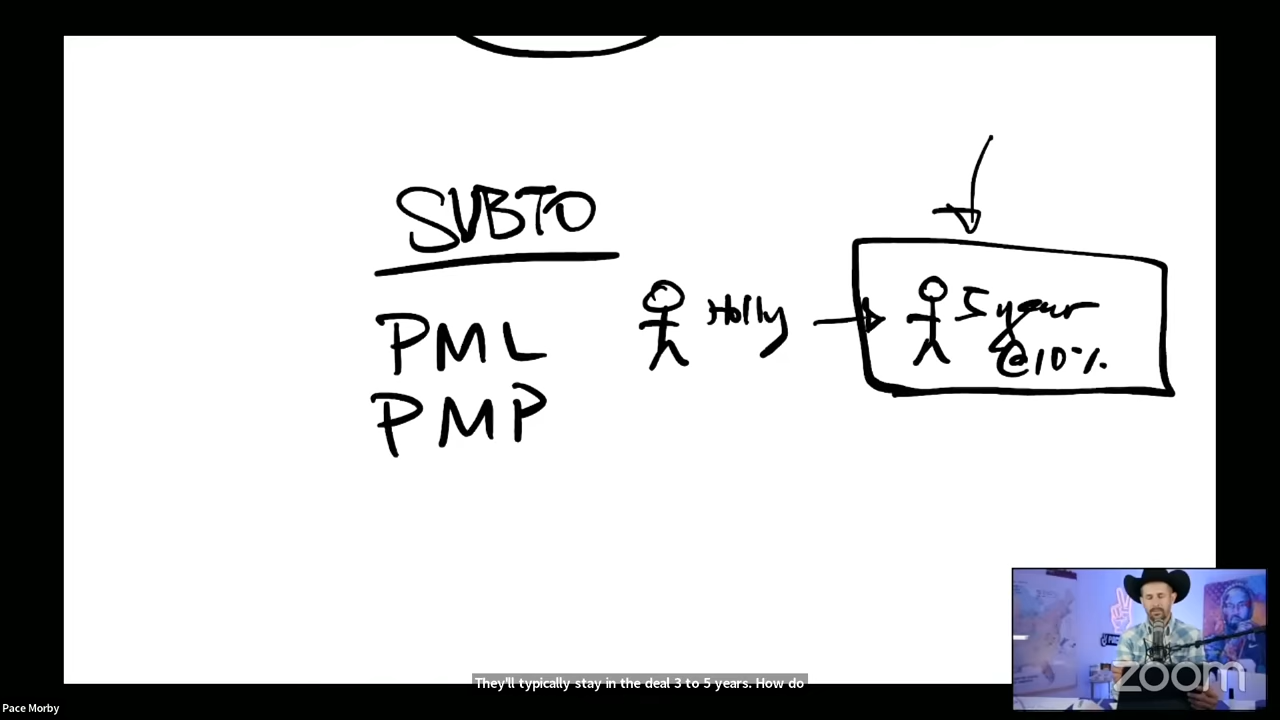 SUBTO
PML
PMP
Holly
5 year
@10%
zoom
They'll typically stay in the deal 3 to 5 years. How do
Pace Morby